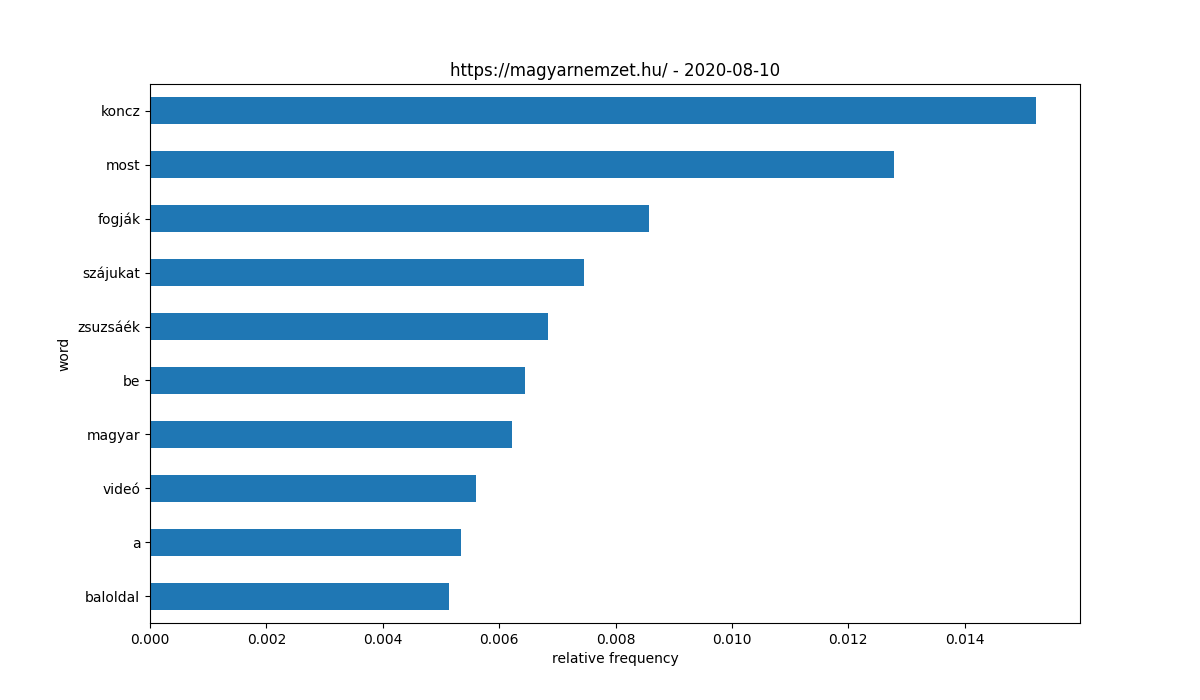 https://magyarnemzet.hu/ - 2020-08-10
koncz
most
fogják
szájukat
zsuzsáék
be
magyar
videó
a
baloldal
word
0.000 0.002 0.004 0.006 0.008 0.010 0.012 0.014
relative frequency